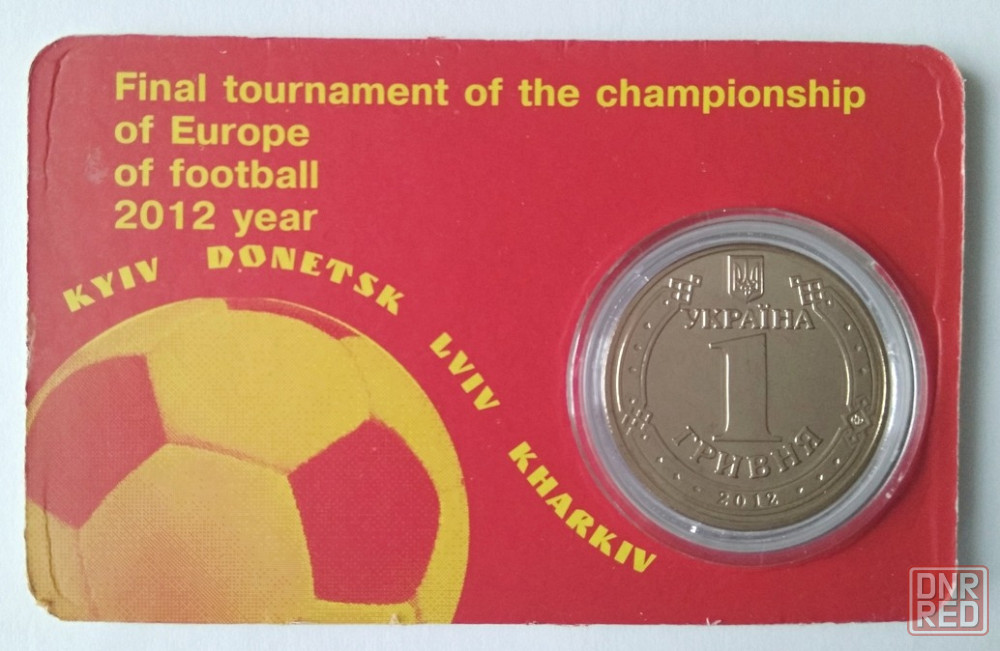 Final tournament of the championship
of Europe
of football
2012 year
KYIV DONETSK LVIV KHARKIV
УКРАЇНА
1
ГРИВНЯ
2012
DNR
RED